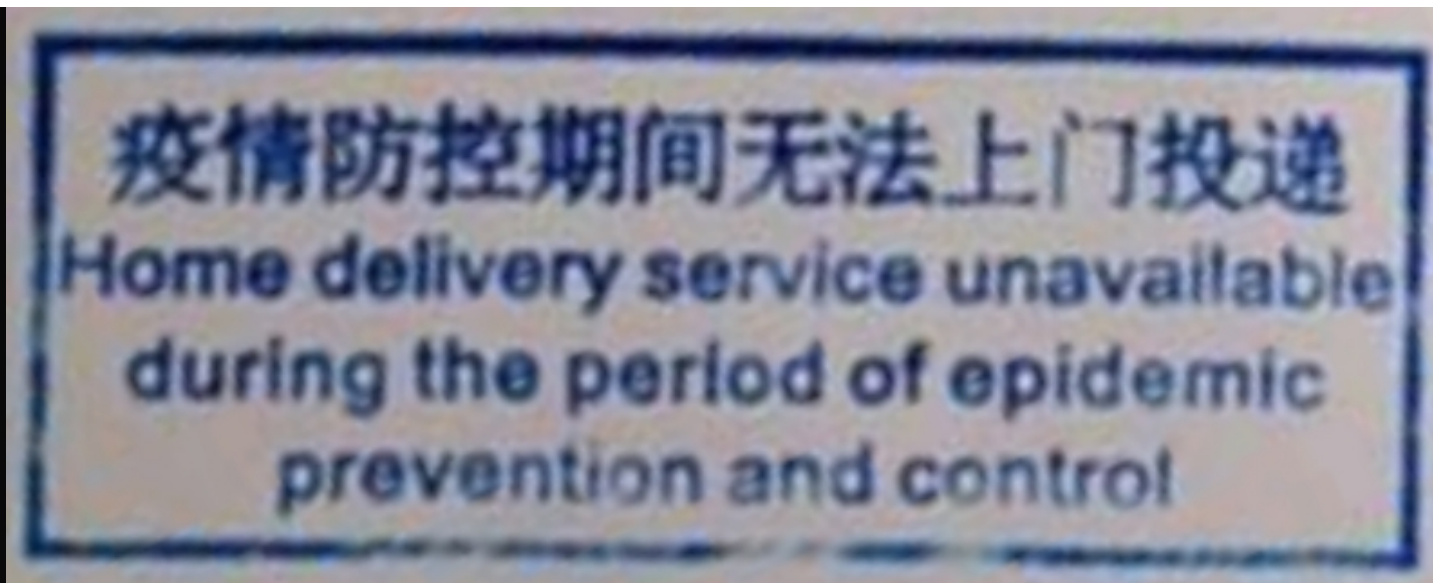 疫情防控期间无法上门投递
Home delivery service unavailable
during the period of epidemic
prevention and control